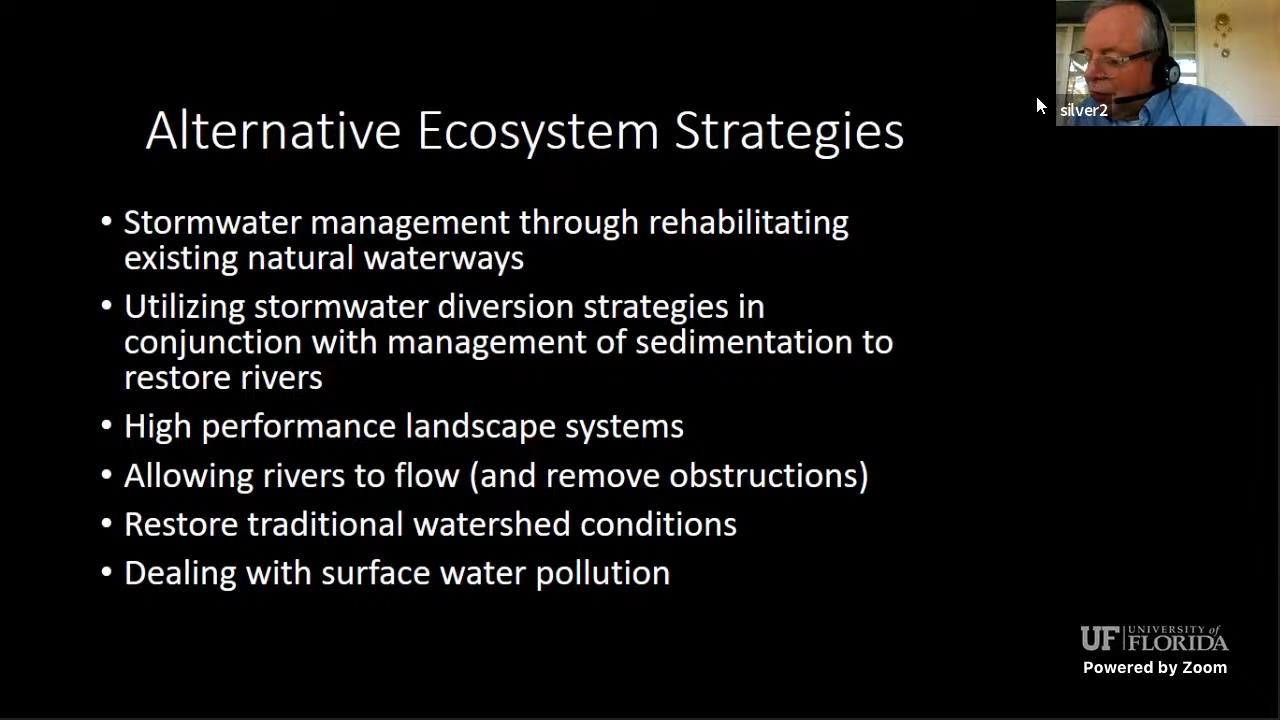 silver2
Alternative Ecosystem Strategies
• Stormwater management through rehabilitating
existing natural waterways
• Utilizing stormwater diversion strategies in
conjunction with management of sedimentation to
restore rivers
• High performance landscape systems
• Allowing rivers to flow (and remove obstructions)
• Restore traditional watershed conditions
• Dealing with surface water pollution
UF UNIVERSITY of
FLORIDA
Powered by Zoom